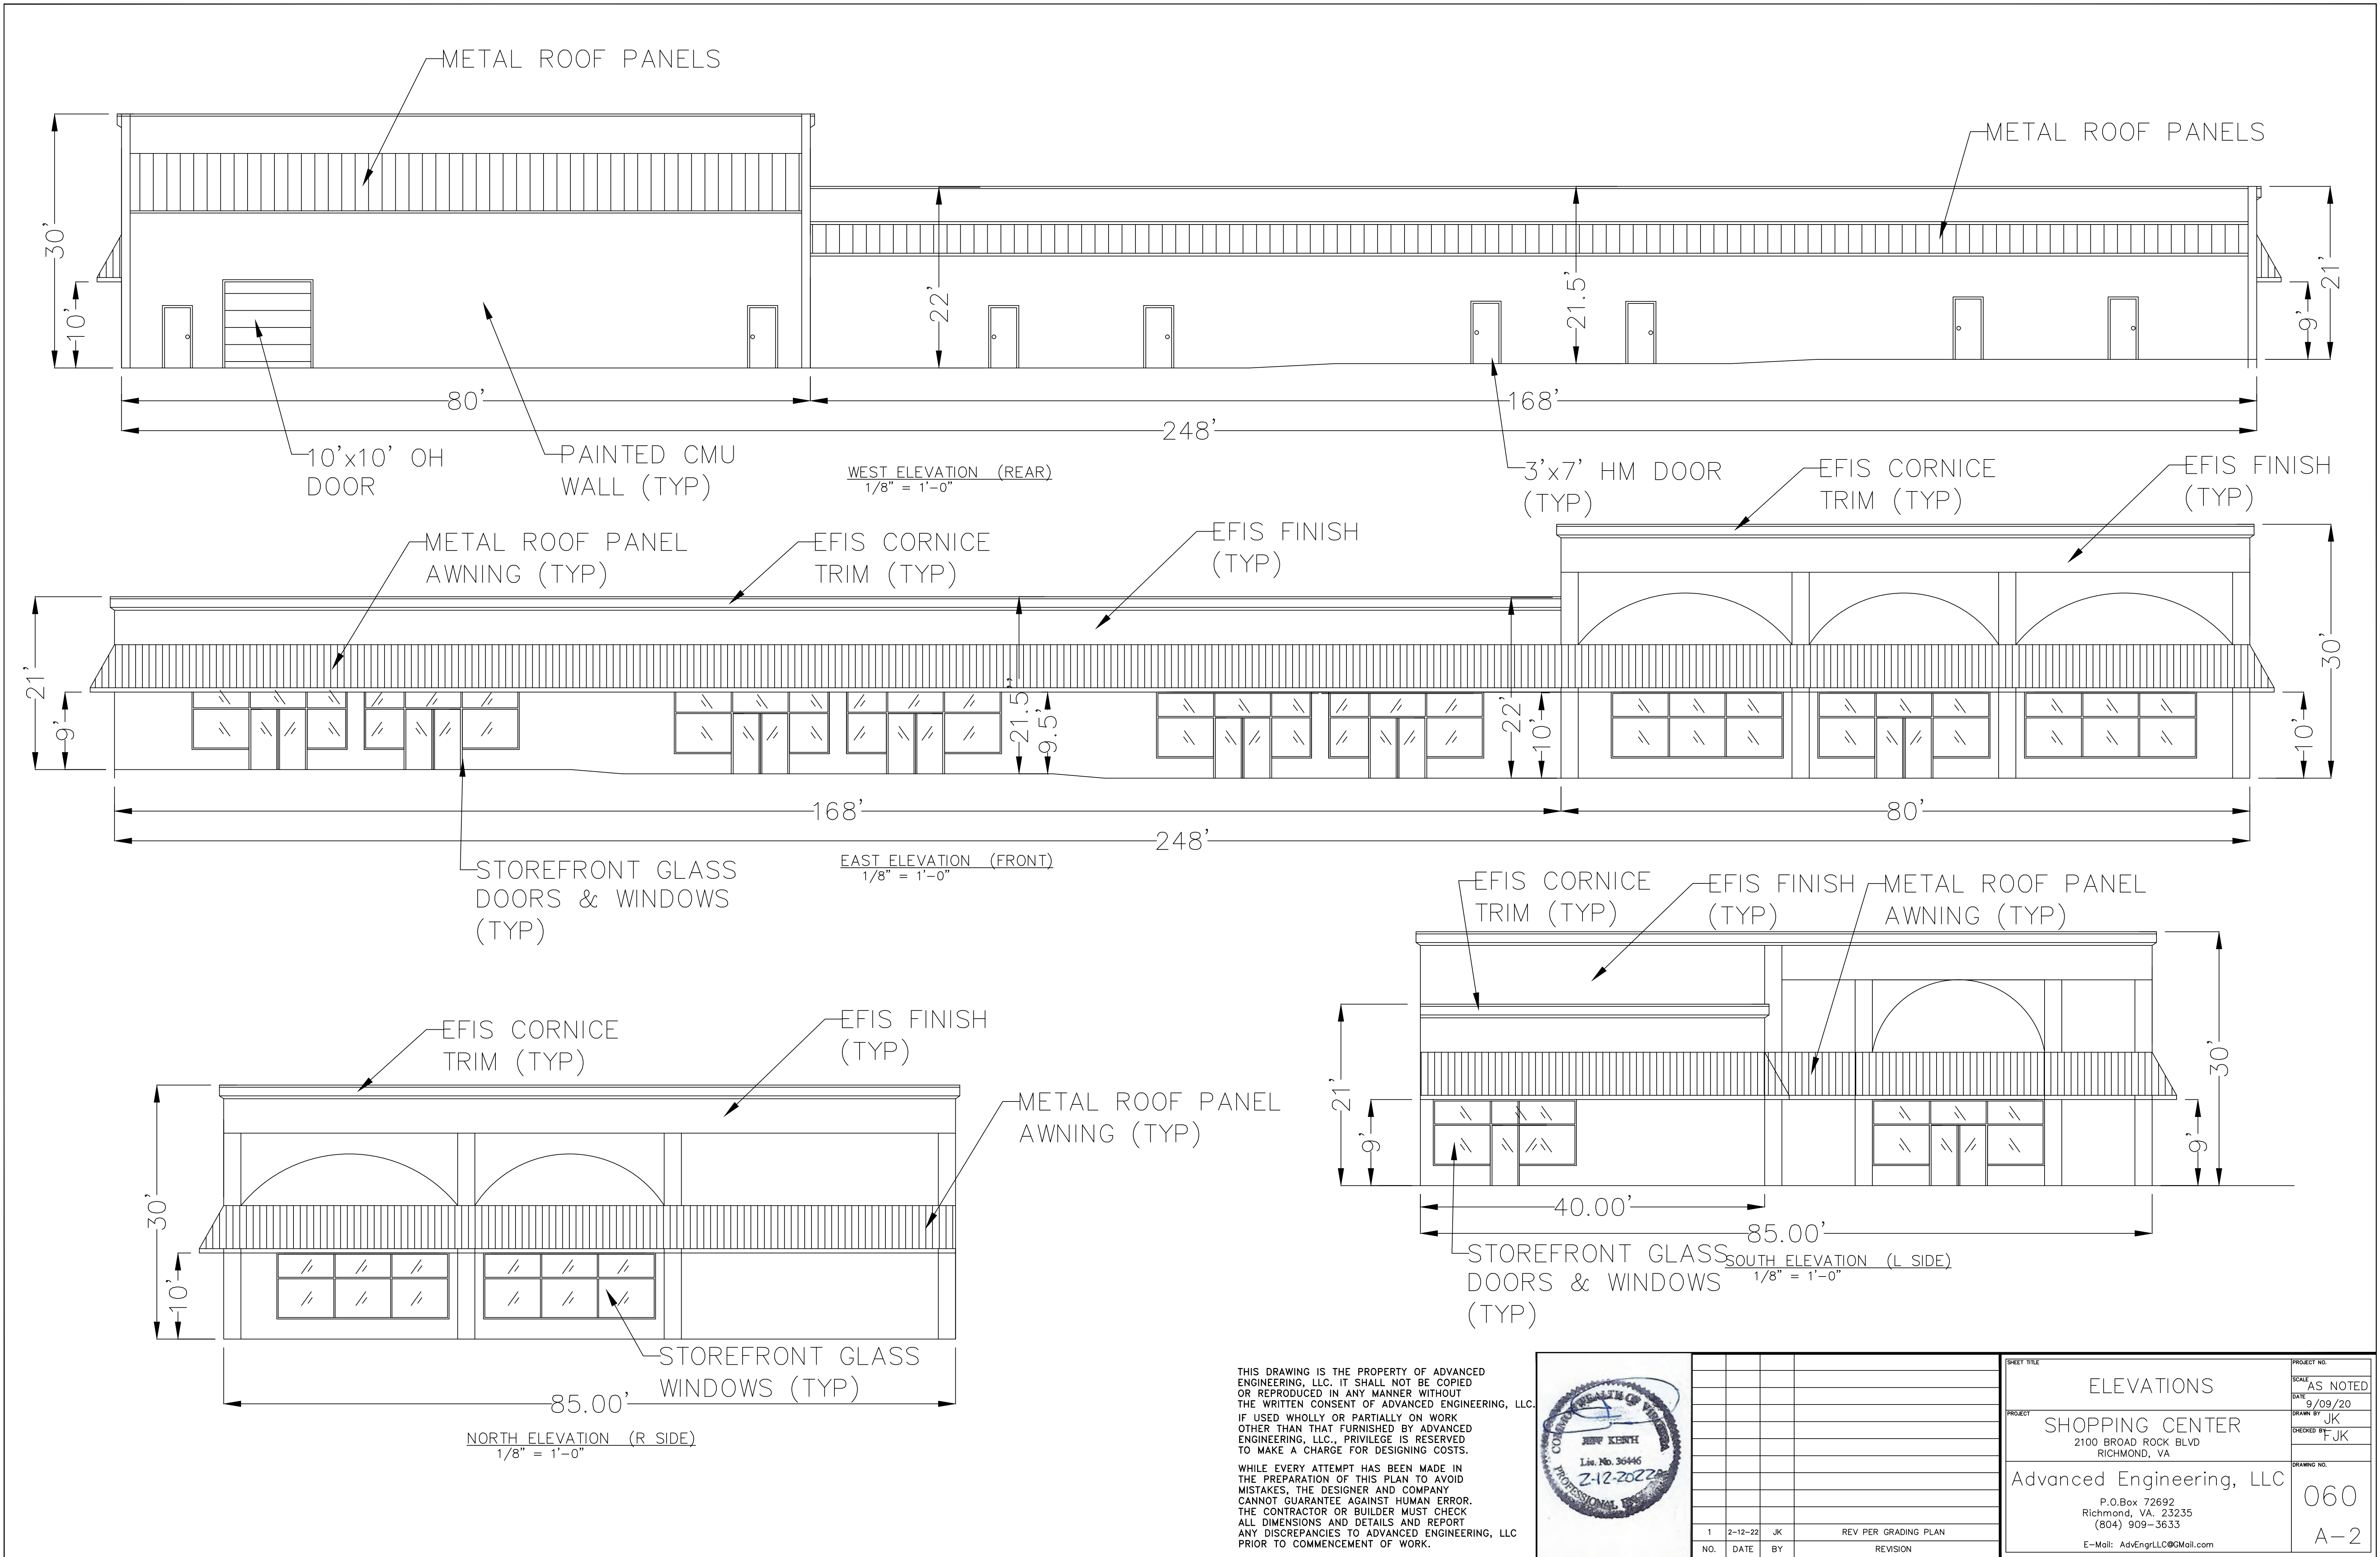 METAL ROOF PANELS
METAL ROOF PANELS
30'
10'
22'
21.5'
21'
9'
80'
168'
248'
10'x10' OH
DOOR
PAINTED CMU
WALL (TYP)
WEST ELEVATION (REAR)
1/8" = 1'-0"
3'x7' HM DOOR
(TYP)
EFIS CORNICE
TRIM (TYP)
EFIS FINISH
(TYP)
METAL ROOF PANEL
AWNING (TYP)
EFIS CORNICE
TRIM (TYP)
EFIS FINISH
(TYP)
21'
9'
21.5'
9.5'
22'
10'
30'
10'
168'
80'
248'
STOREFRONT GLASS
DOORS & WINDOWS
(TYP)
EAST ELEVATION (FRONT)
1/8" = 1'-0"
EFIS CORNICE
TRIM (TYP)
EFIS FINISH
(TYP)
METAL ROOF PANEL
AWNING (TYP)
21'
9'
30'
9'
40.00'
85.00'
STOREFRONT GLASS
DOORS & WINDOWS
(TYP)
SOUTH ELEVATION (L SIDE)
1/8" = 1'-0"
EFIS CORNICE
TRIM (TYP)
EFIS FINISH
(TYP)
METAL ROOF PANEL
AWNING (TYP)
30'
10'
STOREFRONT GLASS
WINDOWS (TYP)
85.00'
NORTH ELEVATION (R SIDE)
1/8" = 1'-0"
THIS DRAWING IS THE PROPERTY OF ADVANCED
ENGINEERING, LLC. IT SHALL NOT BE COPIED
OR REPRODUCED IN ANY MANNER WITHOUT
THE WRITTEN CONSENT OF ADVANCED ENGINEERING, LLC.
IF USED WHOLLY OR PARTIALLY ON WORK
OTHER THAN THAT FURNISHED BY ADVANCED
ENGINEERING, LLC., PRIVILEGE IS RESERVED
TO MAKE A CHARGE FOR DESIGNING COSTS.
WHILE EVERY ATTEMPT HAS BEEN MADE IN
THE PREPARATION OF THIS PLAN TO AVOID
MISTAKES, THE DESIGNER AND COMPANY
CANNOT GUARANTEE AGAINST HUMAN ERROR.
THE CONTRACTOR OR BUILDER MUST CHECK
ALL DIMENSIONS AND DETAILS AND REPORT
ANY DISCREPANCIES TO ADVANCED ENGINEERING, LLC
PRIOR TO COMMENCEMENT OF WORK.
COMMONWEALTH OF VIRGINIA
JEFF KEITH
Lic. No. 36446
2-12-2022
PROFESSIONAL
1 2-12-22 JK REV PER GRADING PLAN
NO. DATE BY REVISION
SHEET TITLE
ELEVATIONS
PROJECT
SHOPPING CENTER
2100 BROAD ROCK BLVD
RICHMOND, VA
Advanced Engineering, LLC
P.O.Box 72692
Richmond, VA. 23235
(804) 909-3633
E-Mail: AdvEngrLLC@GMail.com
PROJECT NO.
SCALE
AS NOTED
DATE
9/09/20
DRAWN BY
JK
CHECKED BY
FJK
DRAWING NO.
060
A-2